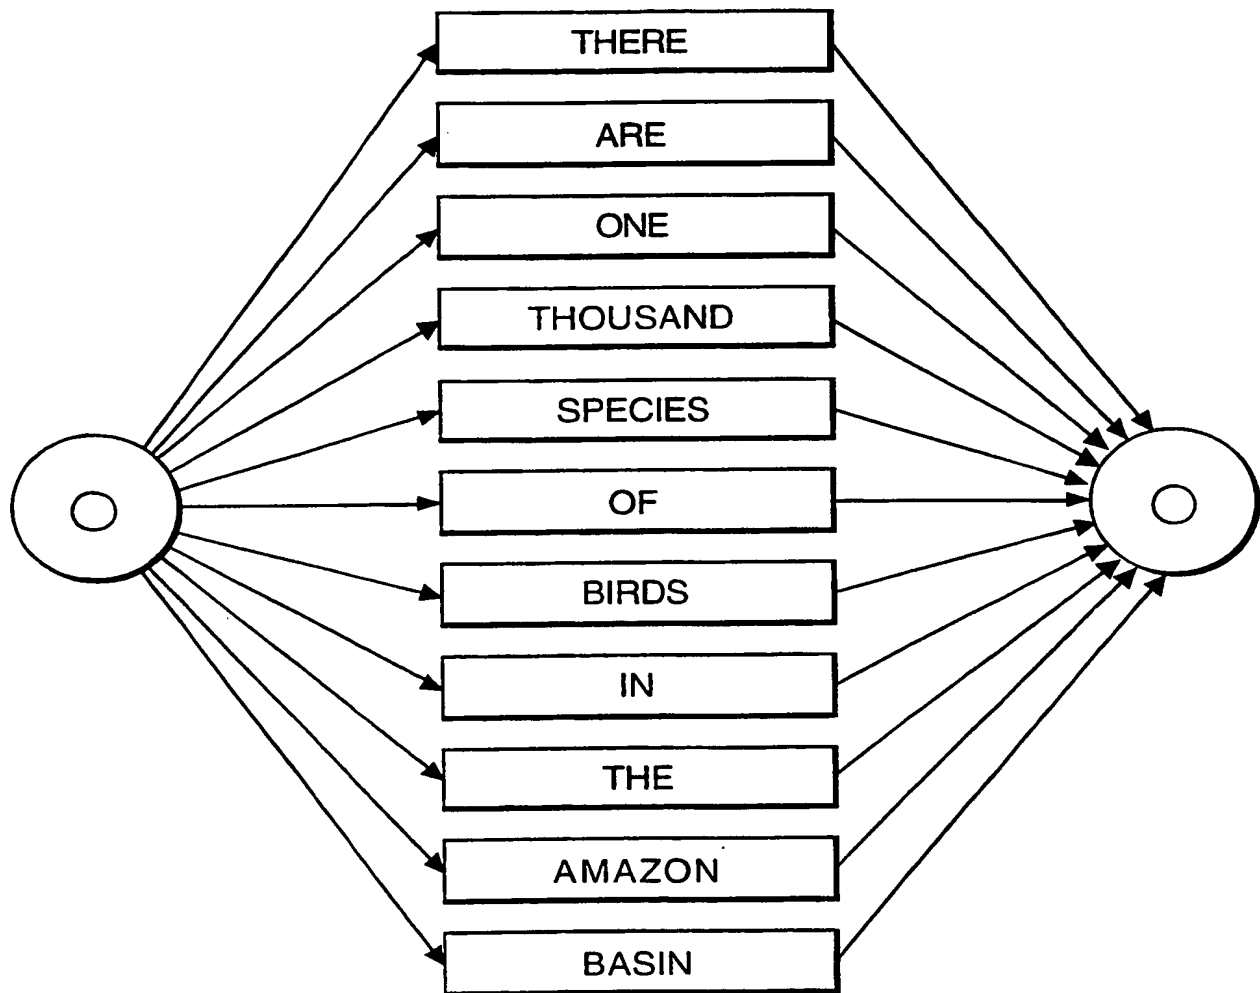 THERE
ARE
ONE
THOUSAND
SPECIES
OF
BIRDS
IN
THE
AMAZON
BASIN